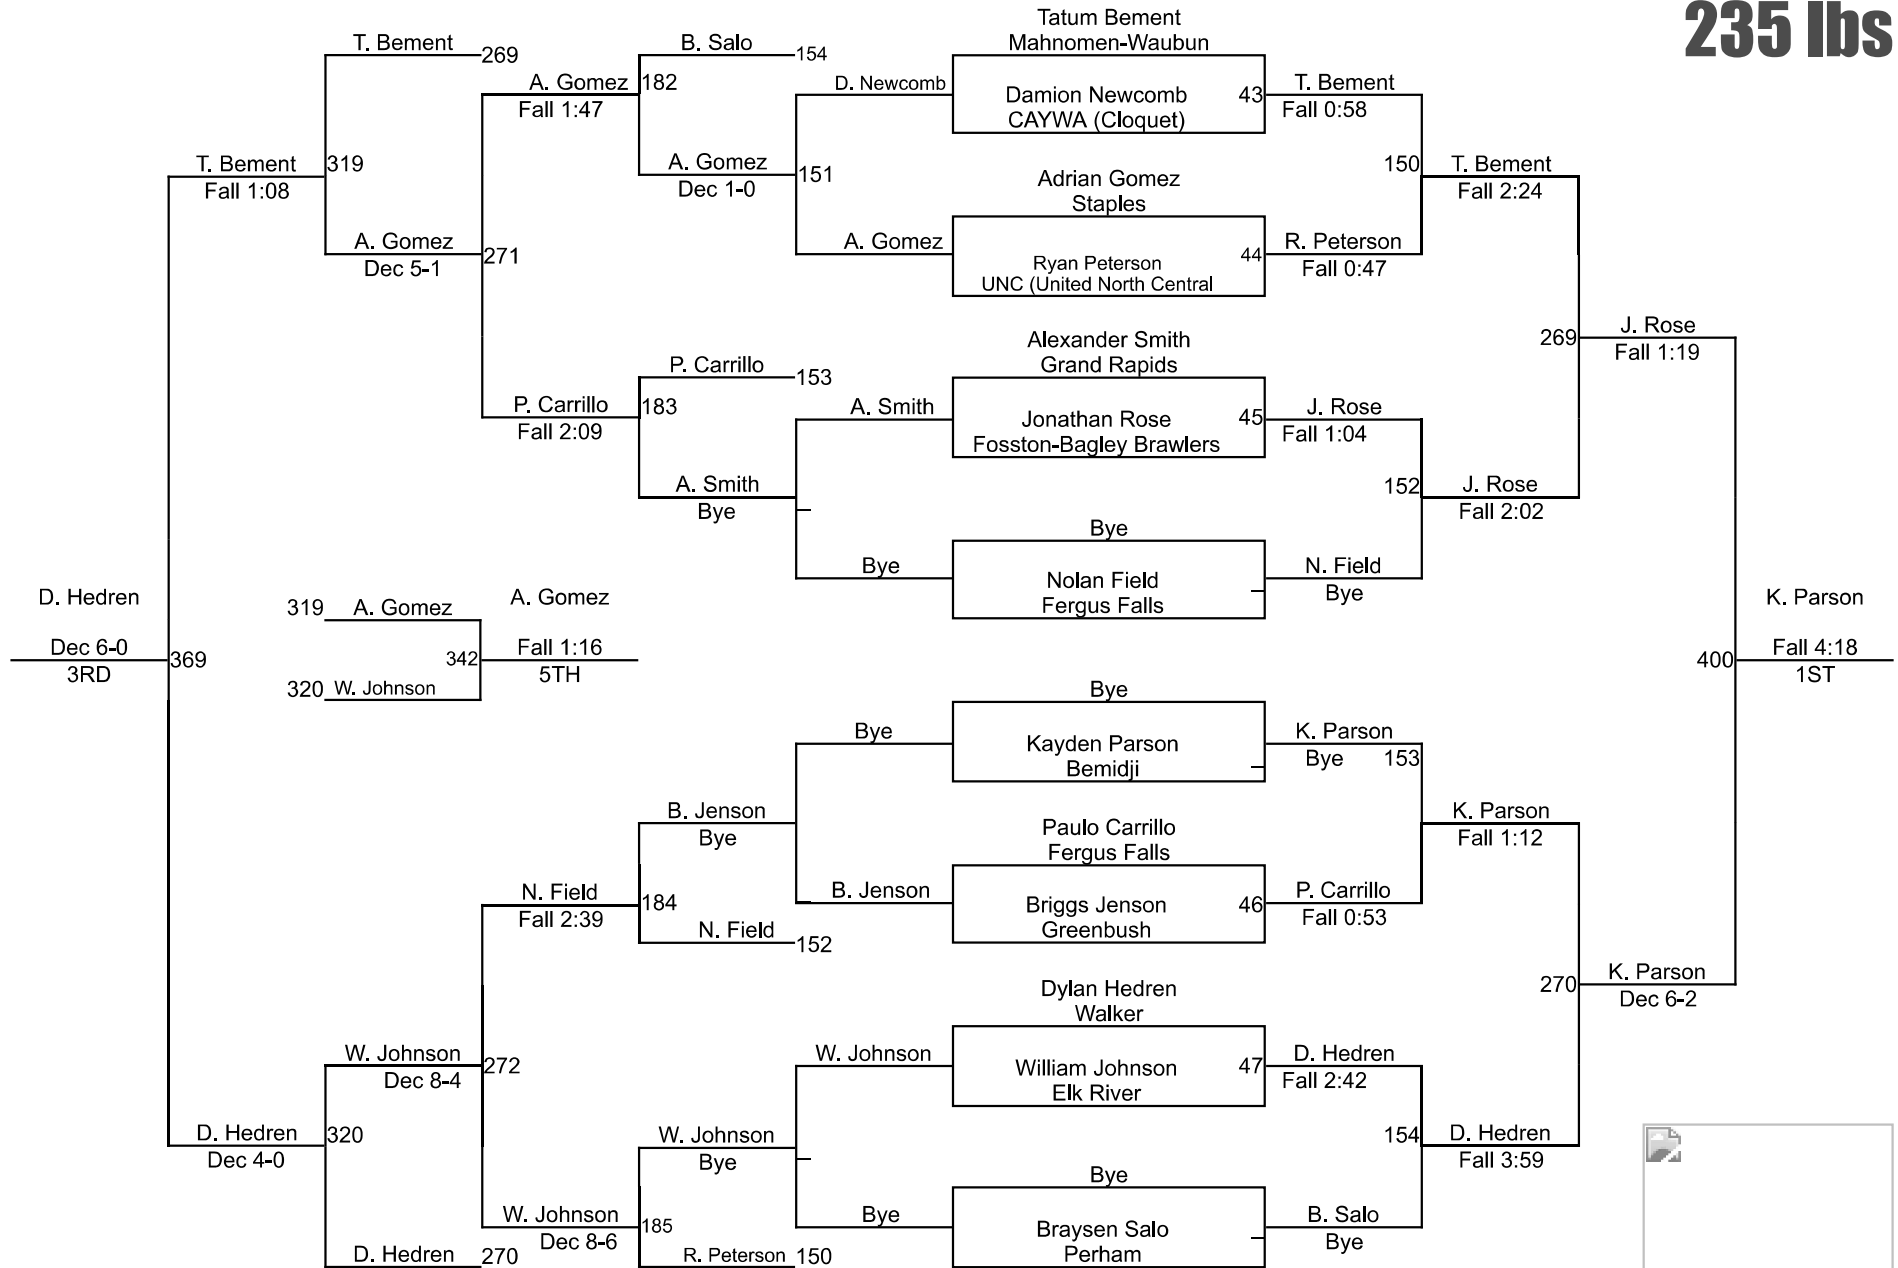 235 lbs
Tatum Bement
Mahnomen-Waubun
T. Bement
269
B. Salo
154
A. Gomez
182
Fall 1:47
D. Newcomb
Damion Newcomb
CAYWA (Cloquet)
43
T. Bement
Fall 0:58
T. Bement
319
Fall 1:08
A. Gomez
151
Dec 1-0
Adrian Gomez
Staples
150
T. Bement
Fall 2:24
A. Gomez
271
Dec 5-1
A. Gomez
Ryan Peterson
UNC (United North Central
44
R. Peterson
Fall 0:47
Alexander Smith
Grand Rapids
269
J. Rose
Fall 1:19
P. Carrillo
153
P. Carrillo
183
Fall 2:09
A. Smith
Jonathan Rose
Fosston-Bagley Brawlers
45
J. Rose
Fall 1:04
A. Smith
Bye
152
J. Rose
Fall 2:02
Bye
Bye
Nolan Field
Fergus Falls
N. Field
Bye
D. Hedren
Dec 6-0
3RD
369
319
A. Gomez
342
320
W. Johnson
A. Gomez
Fall 1:16
5TH
K. Parson
400
Fall 4:18
1ST
Bye
Bye
Kayden Parson
Bemidji
K. Parson
Bye
153
B. Jenson
Bye
Paulo Carrillo
Fergus Falls
K. Parson
Fall 1:12
N. Field
184
Fall 2:39
B. Jenson
Briggs Jenson
Greenbush
46
P. Carrillo
Fall 0:53
N. Field
152
Dylan Hedren
Walker
270
K. Parson
Dec 6-2
W. Johnson
272
Dec 8-4
W. Johnson
William Johnson
Elk River
47
D. Hedren
Fall 2:42
D. Hedren
320
Dec 4-0
W. Johnson
Bye
154
D. Hedren
Fall 3:59
Bye
W. Johnson
185
Dec 8-6
Bye
Braysen Salo
Perham
B. Salo
Bye
D. Hedren
270
R. Peterson
150